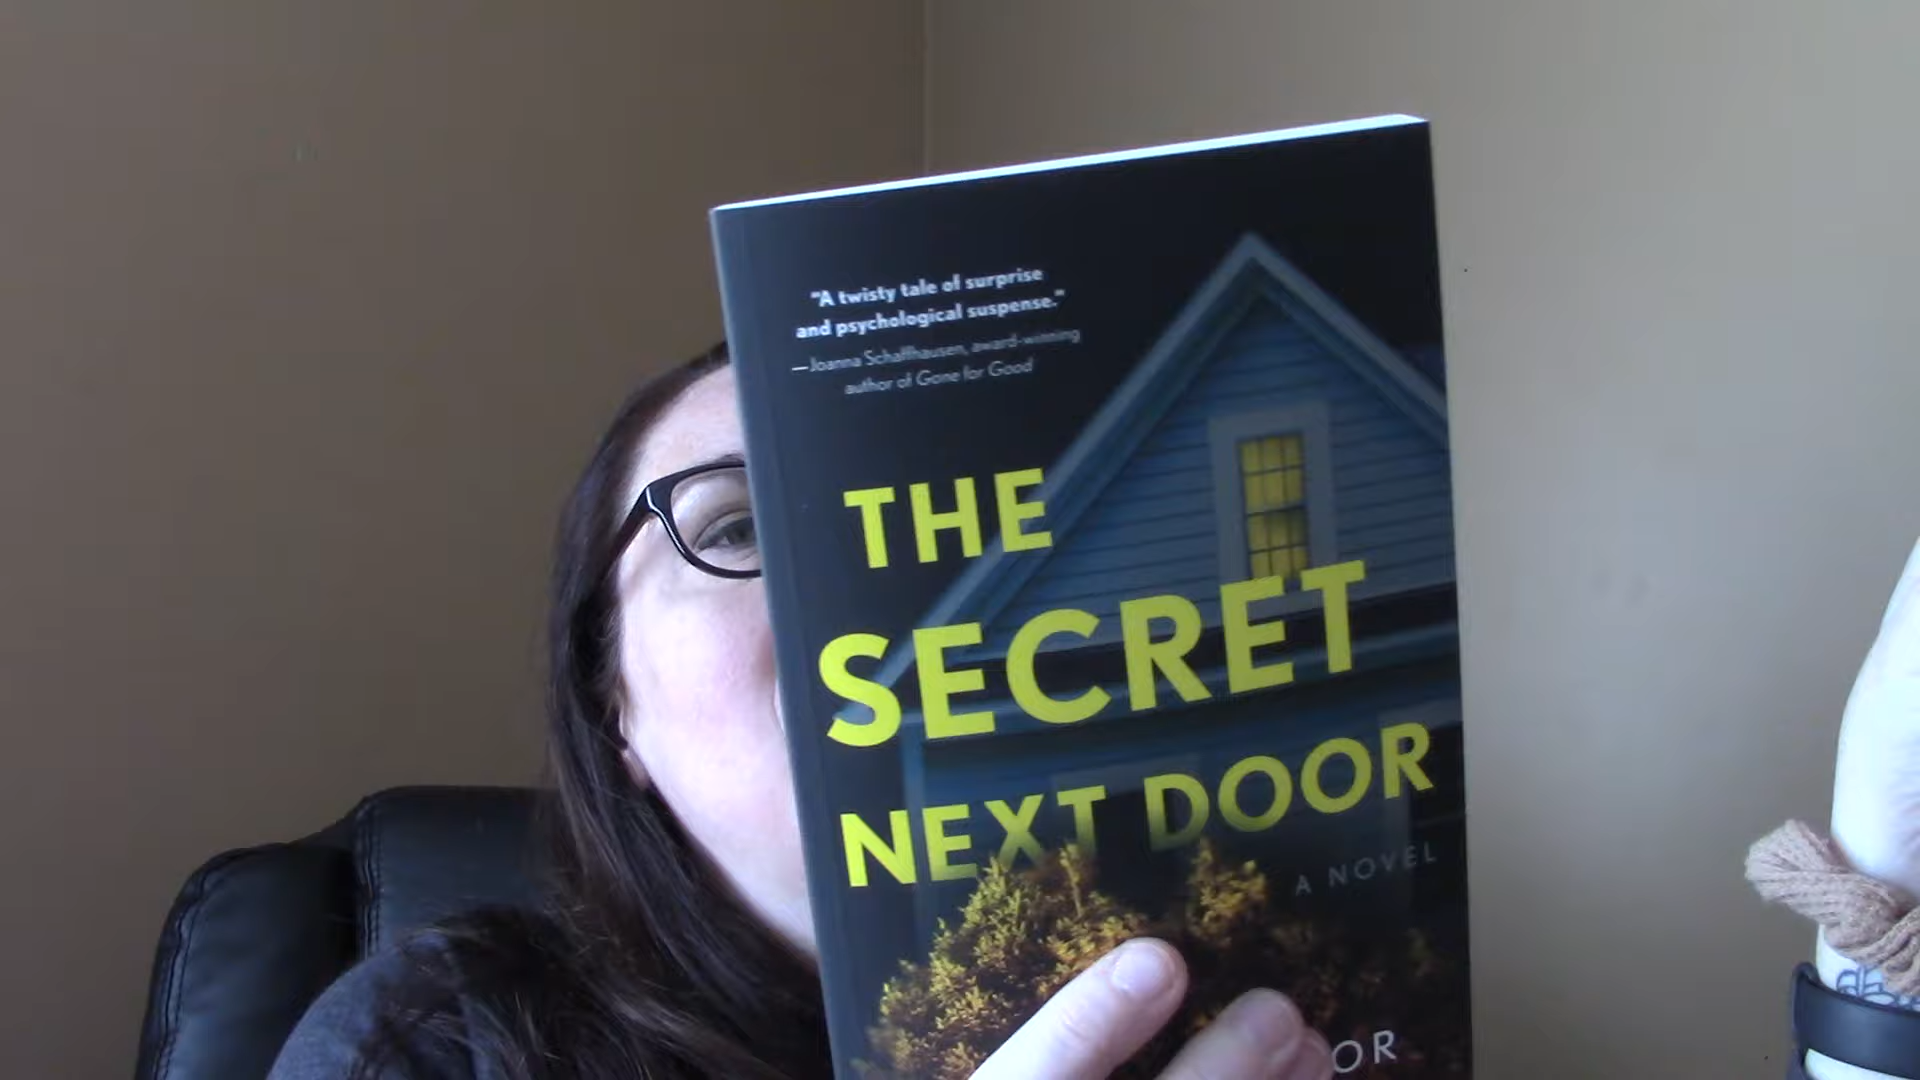 "A twisty tale of surprise
and psychological suspense."
—Joanna Schaffhausen, award-winning
author of Gone for Good
THE
SECRET
NEXT DOOR
A NOVEL
OR